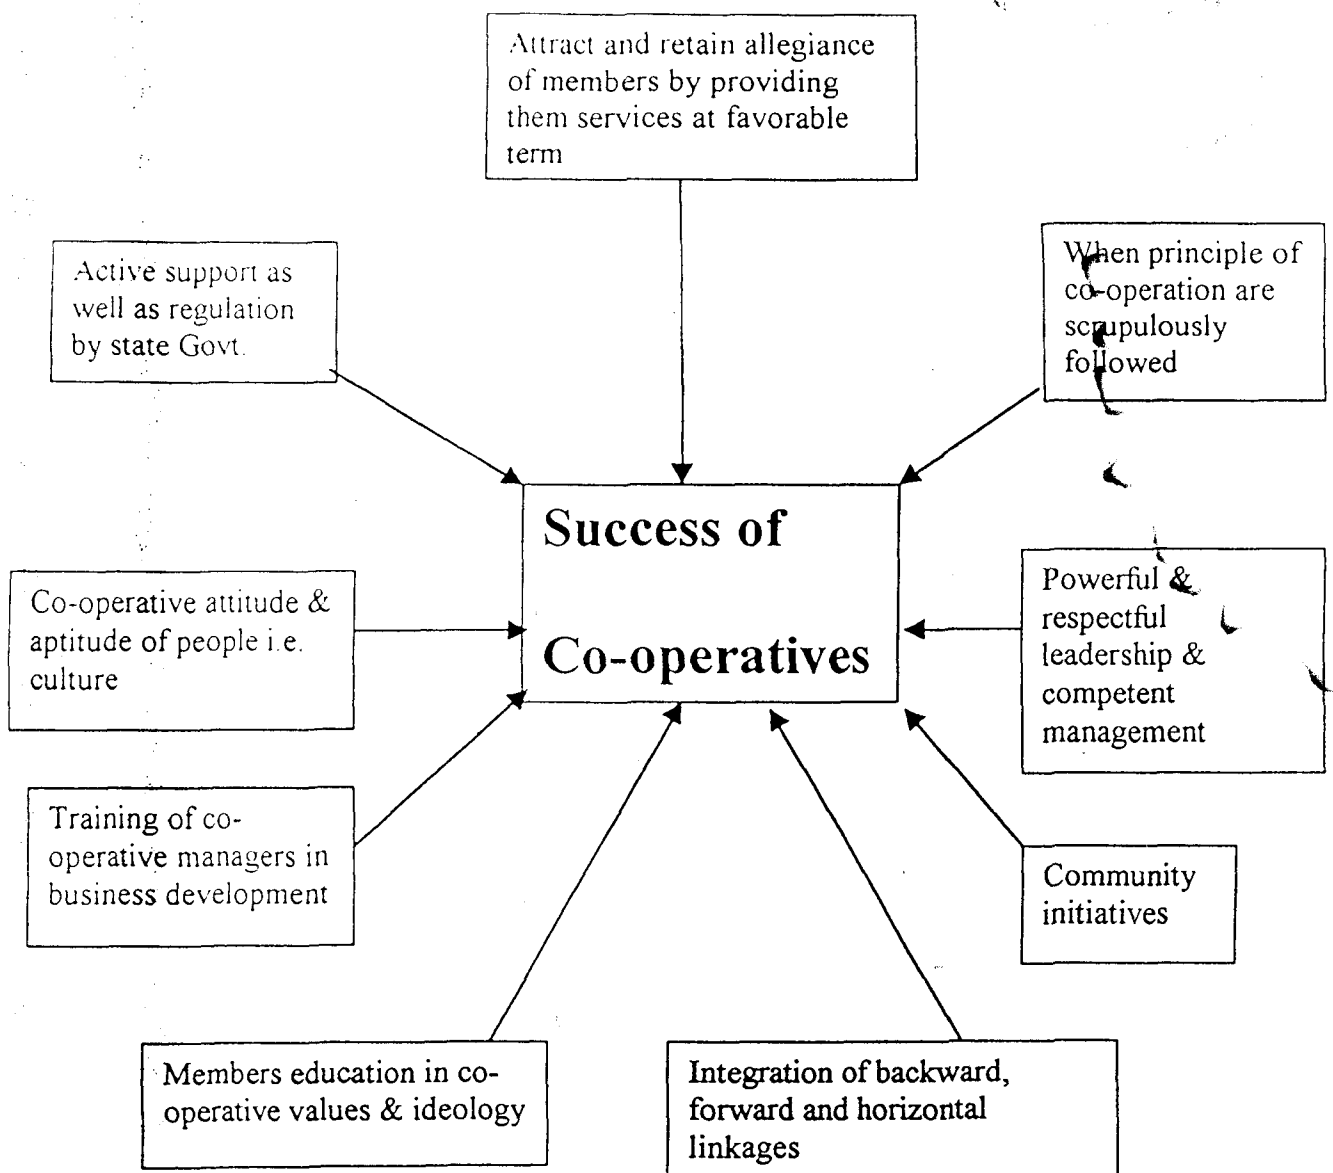 Attract and retain allegiance
of members by providing
them services at favorable
term
Active support as
well as regulation
by state Govt.
When principle of
co-operation are
scrupulously
followed
Success of
Co-operatives
Co-operative attitude &
aptitude of people i.e.
culture
Powerful &
respectful
leadership &
competent
management
Training of co-
operative managers in
business development
Community
initiatives
Members education in co-
operative values & ideology
Integration of backward,
forward and horizontal
linkages